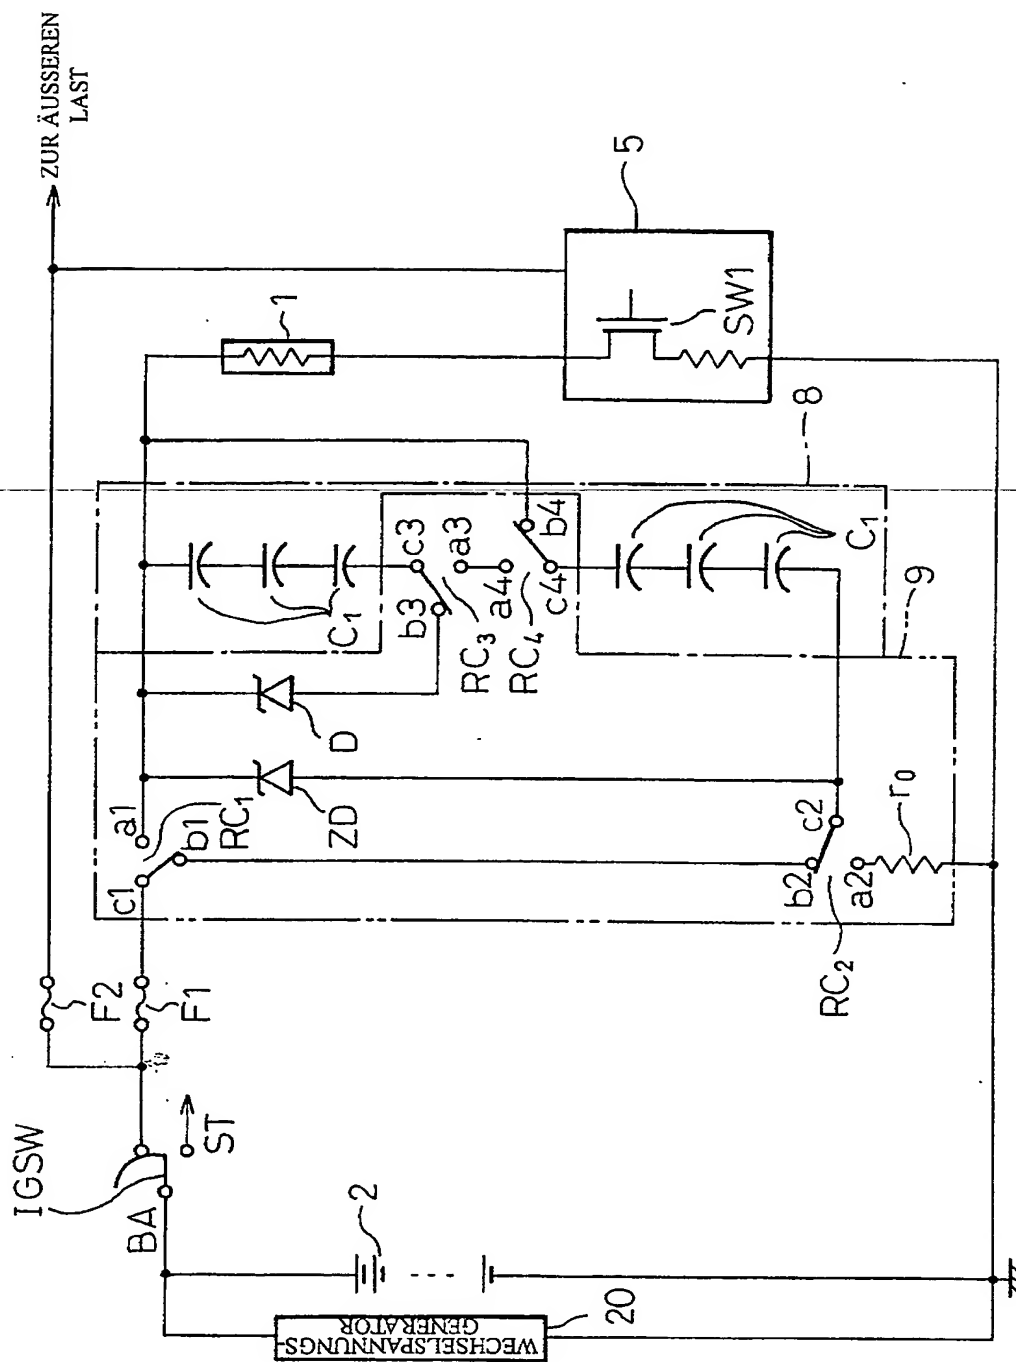 ZUR ÄUSSEREN
LAST
IGSW
BA
ST
F2
F1
c1
a1
b1
RC1
ZD
D
C1
b3
c3
a3
RC3
a4
RC4
c4
b4
C1
1
5
SW1
8
9
b2
c2
a2
r0
RC2
2
20
WECHSELSPANNUNGS-
GENERATOR